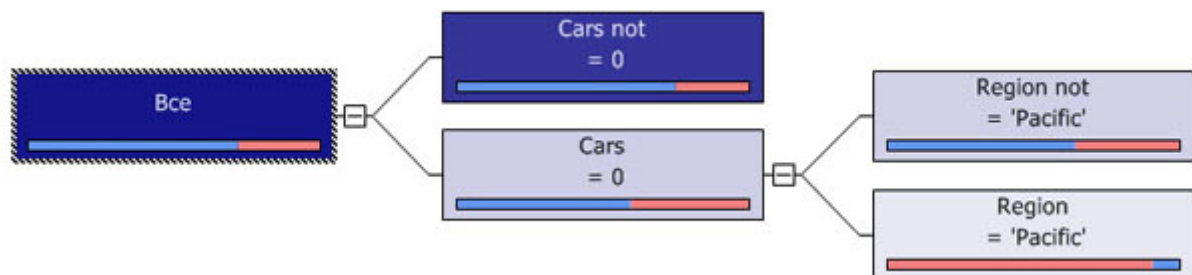 Все
Cars not
= 0
Cars
= 0
Region not
= 'Pacific'
Region
= 'Pacific'